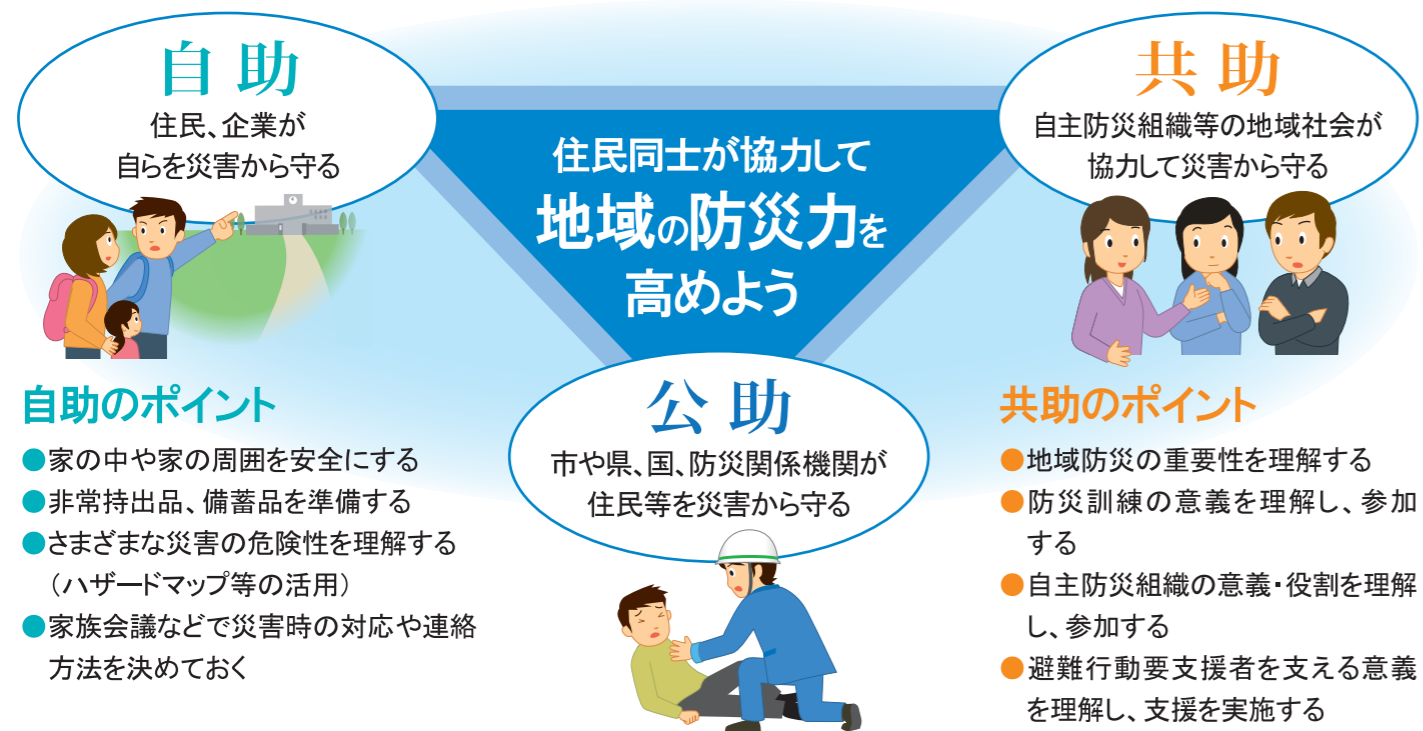 自助
住民、企業が
自らを災害から守る
住民同士が協力して
地域の防災力を
高めよう
共助
自主防災組織等の地域社会が
協力して災害から守る
公助
市や県、国、防災関係機関が
住民等を災害から守る
自助のポイント
●家の中や家の周囲を安全にする
●非常持出品、備蓄品を準備する
●さまざまな災害の危険性を理解する
（ハザードマップ等の活用）
●家族会議などで災害時の対応や連絡
方法を決めておく
共助のポイント
●地域防災の重要性を理解する
●防災訓練の意義を理解し、参加
する
●自主防災組織の意義・役割を理解
し、参加する
●避難行動要支援者を支える意義
を理解し、支援を実施する